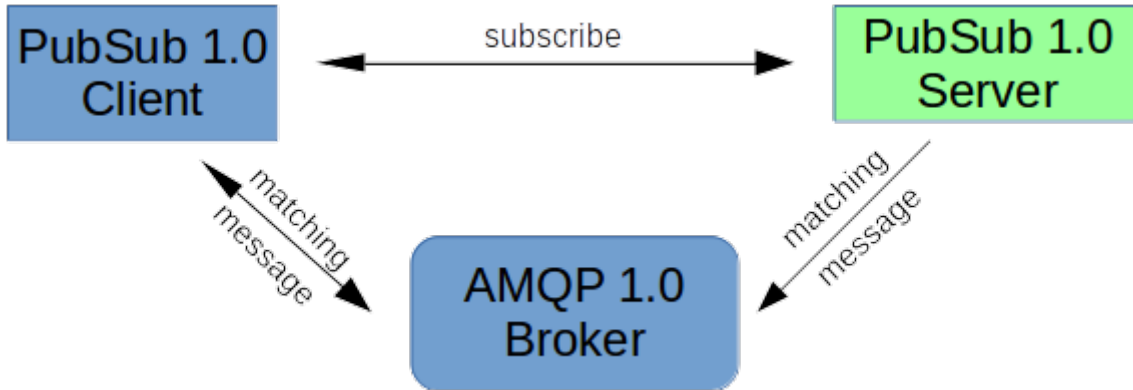 PubSub 1.0
Client
subscribe
PubSub 1.0
Server
matching
message
matching
message
AMQP 1.0
Broker